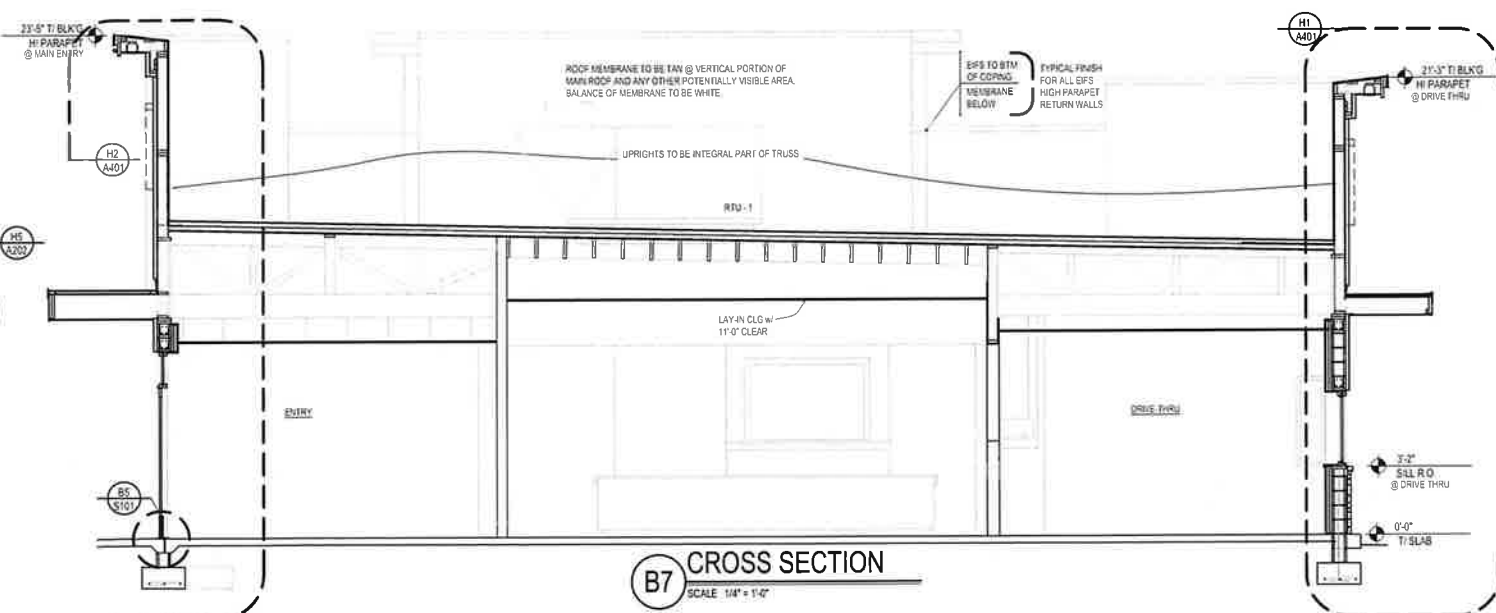 23'-5" T/ BLK'G
HI PARAPET
@ MAIN ENTRY
H2
A401
H5
A202
ROOF MEMBRANE TO BE TAN @ VERTICAL PORTION OF
MAIN ROOF AND ANY OTHER POTENTIALLY VISIBLE AREA.
BALANCE OF MEMBRANE TO BE WHITE.
EIFS TO BTM
OF COPING
MEMBRANE
BELOW
TYPICAL FINISH
FOR ALL EIFS
HIGH PARAPET
RETURN WALLS
H1
A401
21'-3" T/ BLK'G
HI PARAPET
@ DRIVE THRU
UPRIGHTS TO BE INTEGRAL PART OF TRUSS
RTU - 1
LAY-IN CLG w/
11'-0" CLEAR
ENTRY
DRIVE-THRU
B5
S101
3'-2"
SILL R.O.
@ DRIVE THRU
0'-0"
T/ SLAB
B7
CROSS SECTION
SCALE 1/4" = 1'-0"